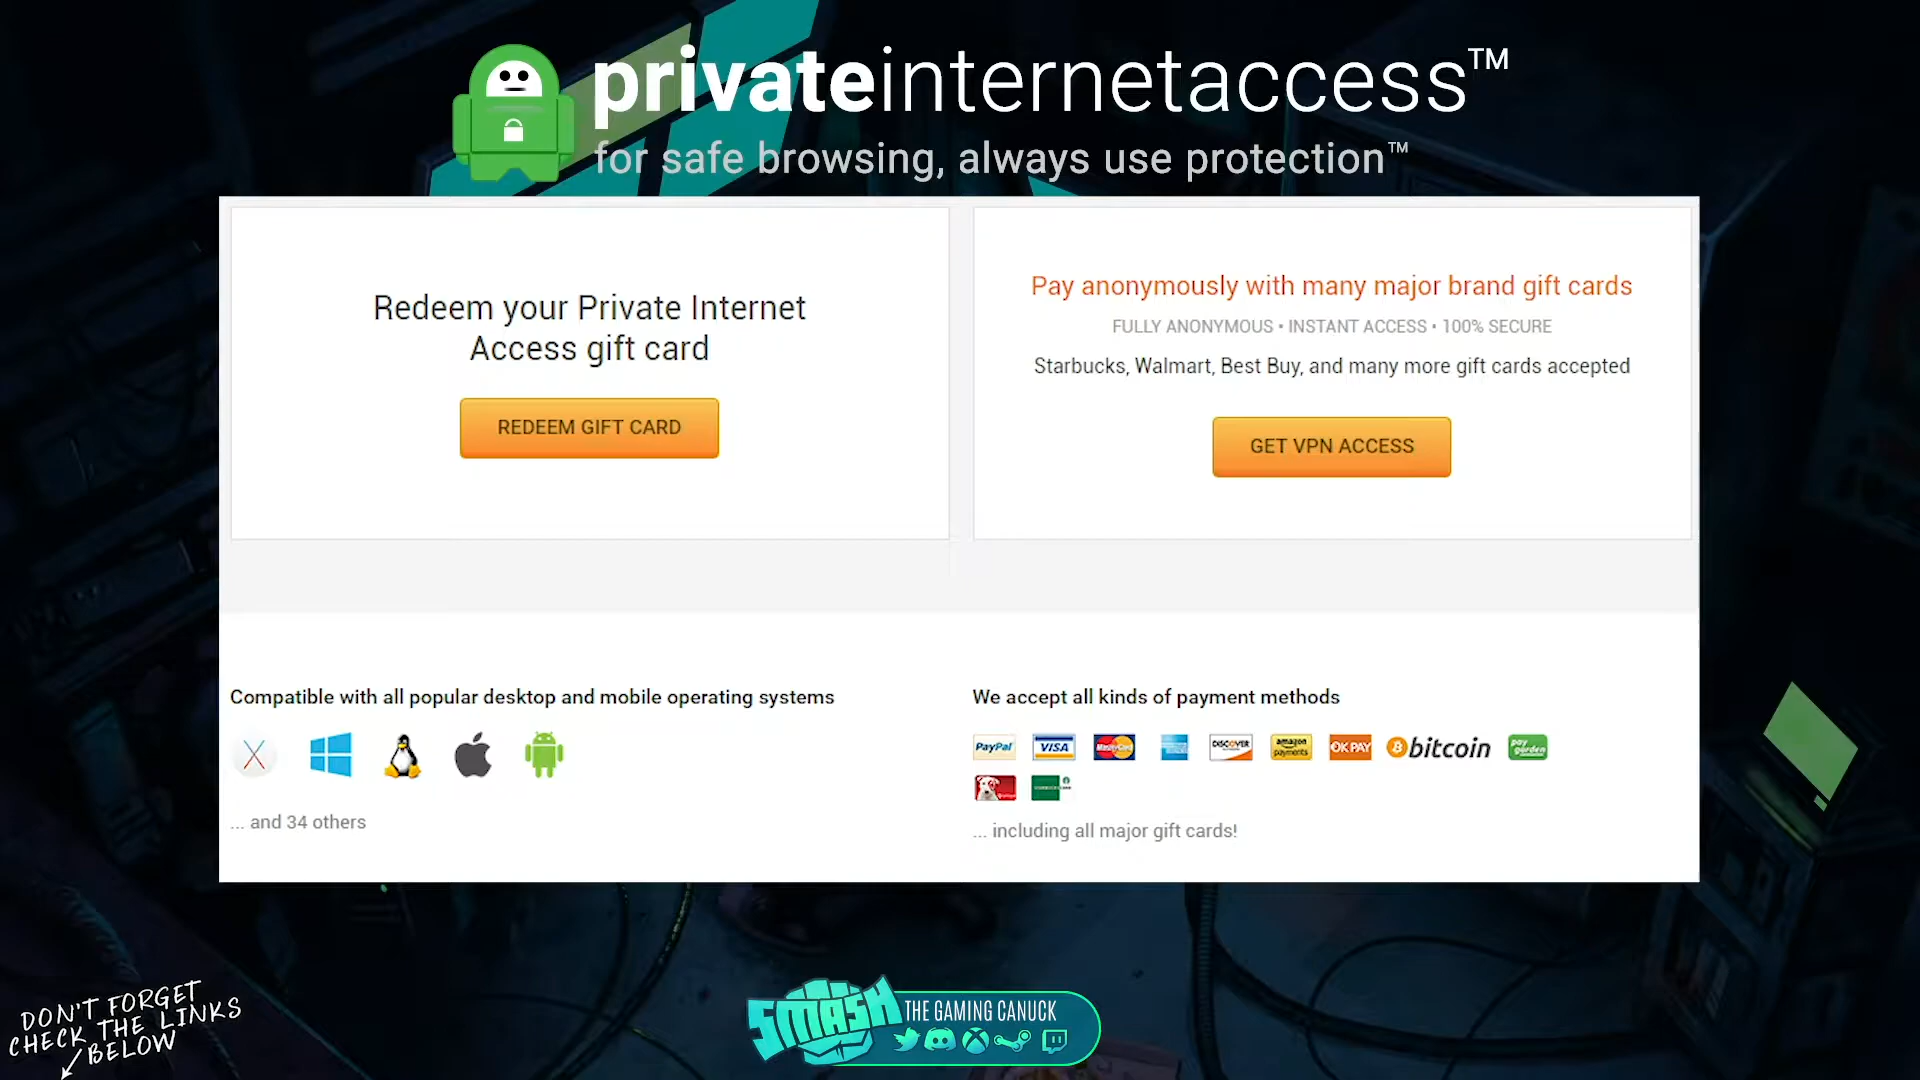 privateinternetaccess™
for safe browsing, always use protection™
Redeem your Private Internet
Access gift card
REDEEM GIFT CARD
Pay anonymously with many major brand gift cards
FULLY ANONYMOUS • INSTANT ACCESS • 100% SECURE
Starbucks, Walmart, Best Buy, and many more gift cards accepted
GET VPN ACCESS
Compatible with all popular desktop and mobile operating systems
... and 34 others
We accept all kinds of payment methods
PayPal VISA MasterCard DISCOVER amazon payments OK PAY bitcoin pay garden
... including all major gift cards!
DON'T FORGET
CHECK THE LINKS
BELOW
SMASH
THE GAMING CANUCK